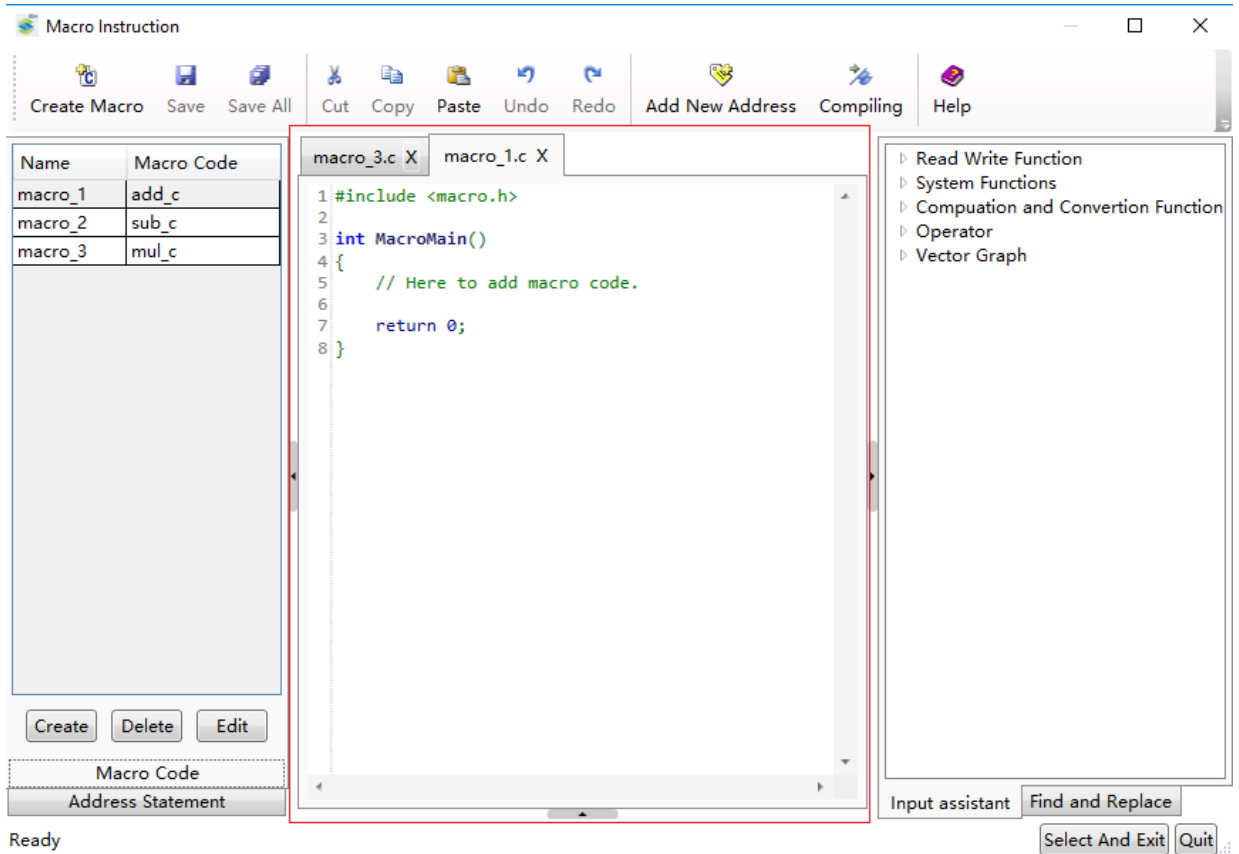 Macro Instruction
Create Macro Save Save All Cut Copy Paste Undo Redo Add New Address Compiling Help
Name Macro Code
macro_1 add_c
macro_2 sub_c
macro_3 mul_c
Create Delete Edit
Macro Code
Address Statement
macro_3.c X macro_1.c X
1 #include <macro.h>
2
3 int MacroMain()
4 {
5     // Here to add macro code.
6
7     return 0;
8 }
Read Write Function
System Functions
Compuation and Convertion Function
Operator
Vector Graph
Input assistant Find and Replace
Ready
Select And Exit Quit